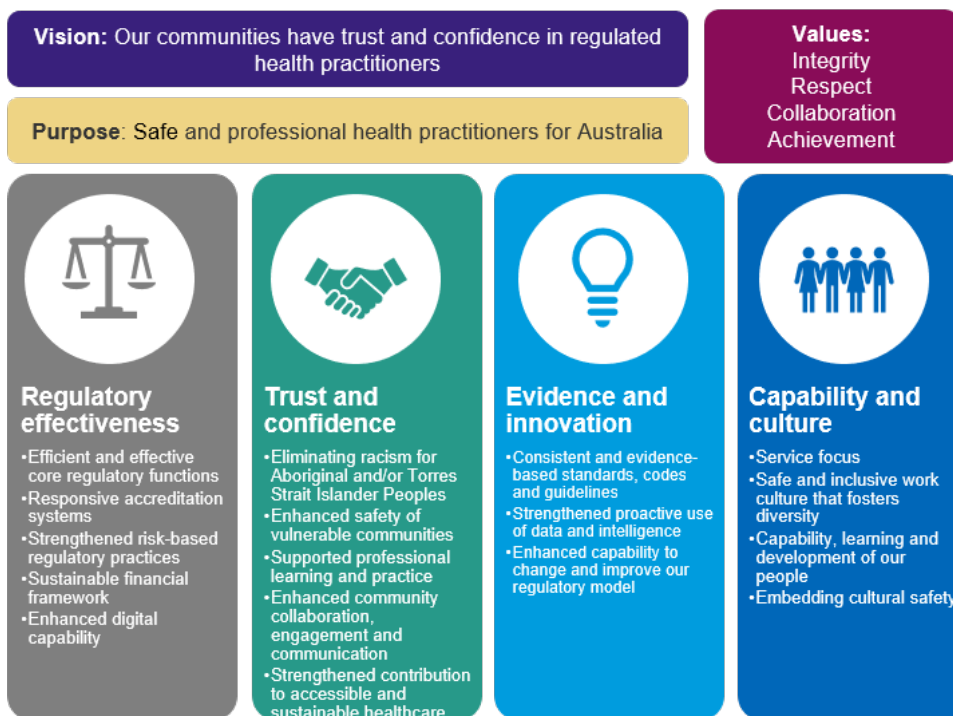 Vision: Our communities have trust and confidence in regulated
health practitioners
Values:
Integrity
Respect
Collaboration
Achievement
Purpose: Safe and professional health practitioners for Australia
Regulatory
effectiveness
•Efficient and effective
core regulatory functions
•Responsive accreditation
systems
•Strengthened risk-based
regulatory practices
•Sustainable financial
framework
•Enhanced digital
capability
Trust and
confidence
•Eliminating racism for
Aboriginal and/or Torres
Strait Islander Peoples
•Enhanced safety of
vulnerable communities
•Supported professional
learning and practice
•Enhanced community
collaboration,
engagement and
communication
•Strengthened contribution
to accessible and
sustainable healthcare
Evidence and
innovation
•Consistent and evidence-
based standards, codes
and guidelines
•Strengthened proactive use
of data and intelligence
•Enhanced capability to
change and improve our
regulatory model
Capability and
culture
•Service focus
•Safe and inclusive work
culture that fosters
diversity
•Capability, learning and
development of our
people
•Embedding cultural safety